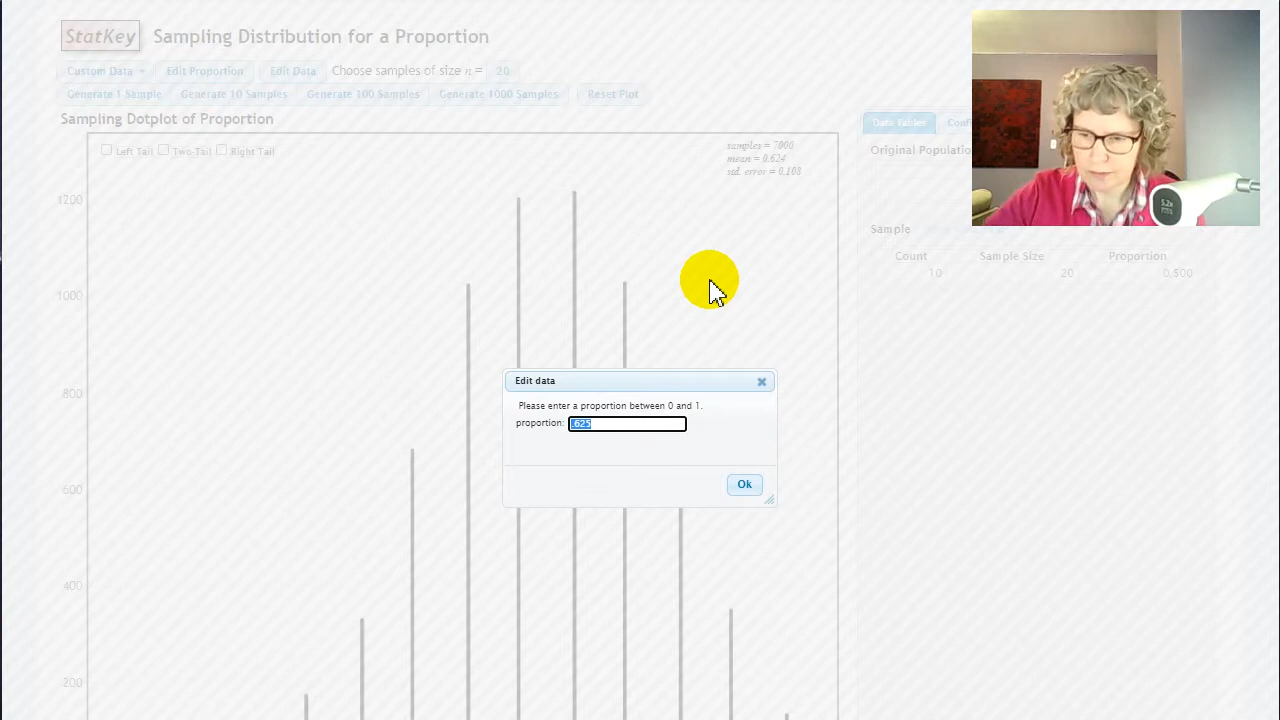 StatKey Sampling Distribution for a Proportion
Custom Data Edit Proportion Edit Data Choose samples of size n = 20
Generate 1 Sample Generate 10 Samples Generate 100 Samples Generate 1000 Samples Reset Plot
Sampling Dotplot of Proportion
Left Tail Two-Tail Right Tail
samples = 7000
mean = 0.624
std. error = 0.108
1200
1000
800
600
400
200
Edit data
Please enter a proportion between 0 and 1.
proportion: .625
Ok
Data Tables
Original
Sample
Count Sample Size Proportion
10 20 0.500